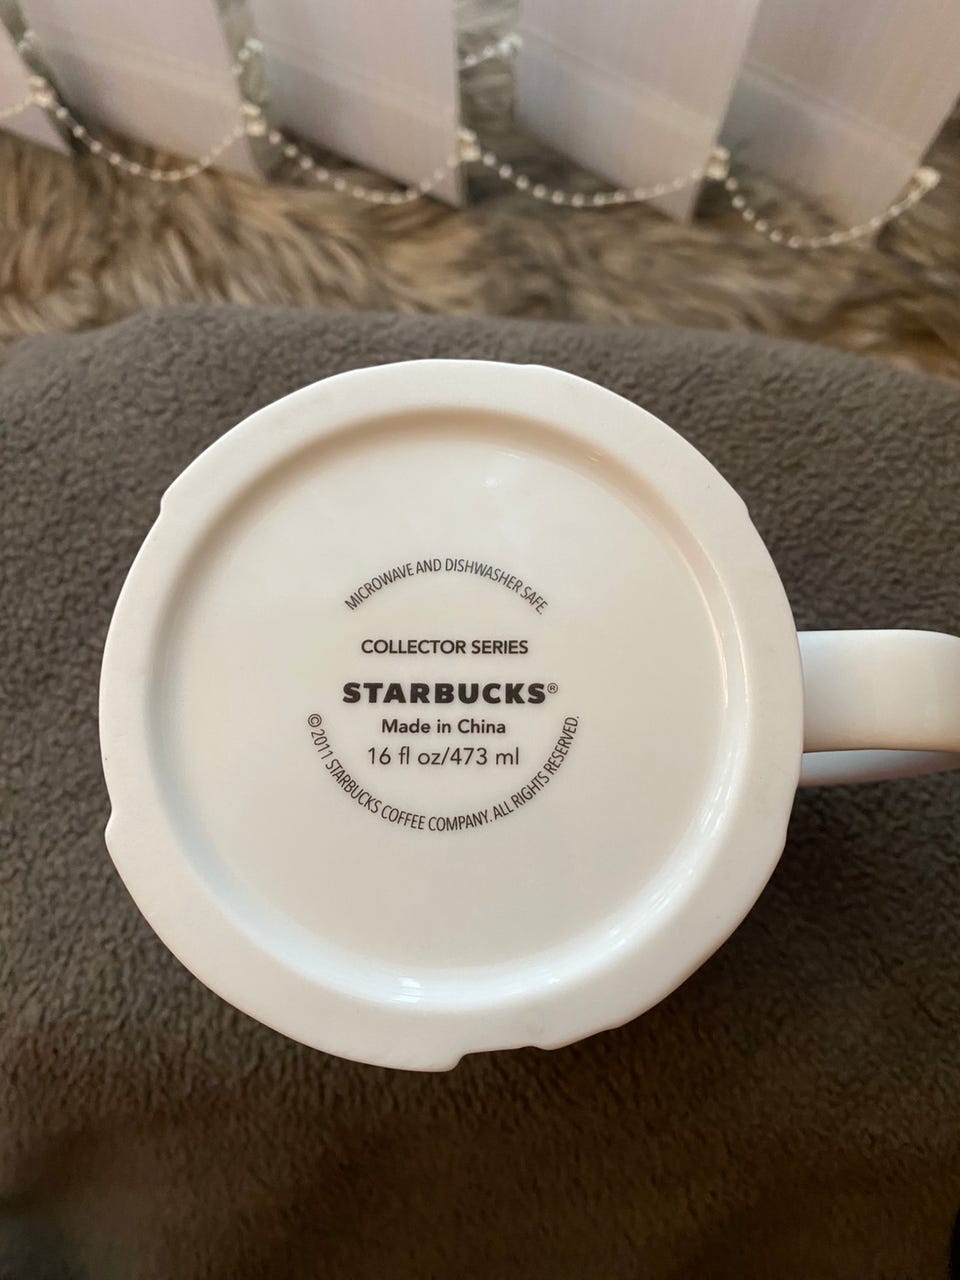 MICROWAVE AND DISHWASHER SAFE.
COLLECTOR SERIES
STARBUCKS®
Made in China
16 fl oz/473 ml
© 2011 STARBUCKS COFFEE COMPANY. ALL RIGHTS RESERVED.